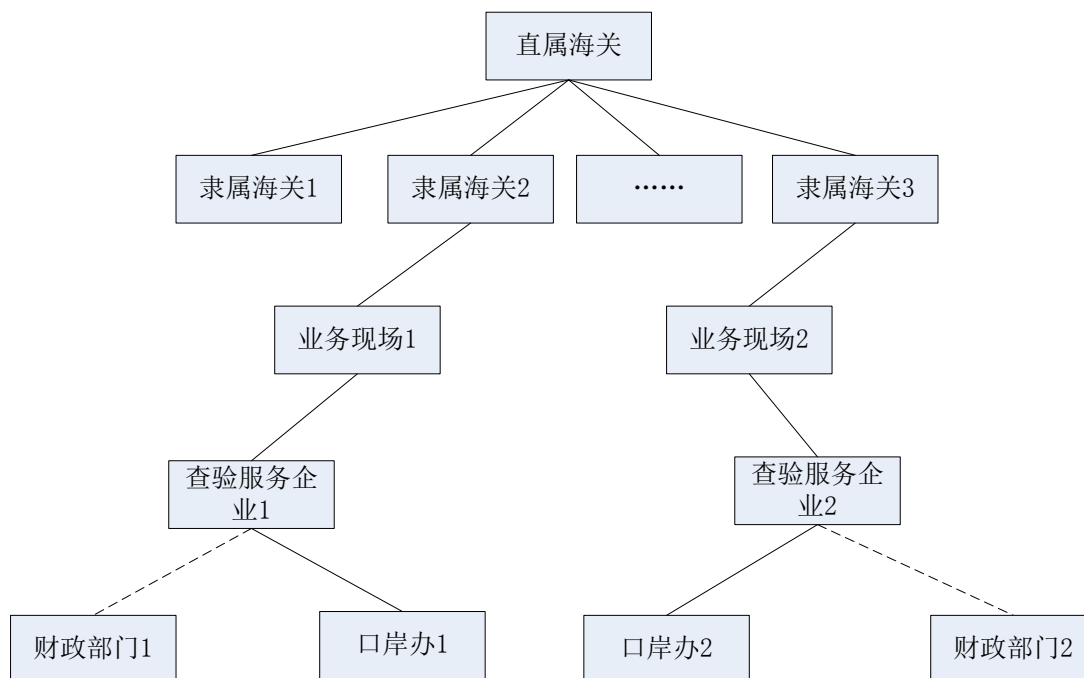 直属海关
隶属海关1
隶属海关2
……
隶属海关3
业务现场1
业务现场2
查验服务企
业1
查验服务企
业2
财政部门1
口岸办1
口岸办2
财政部门2